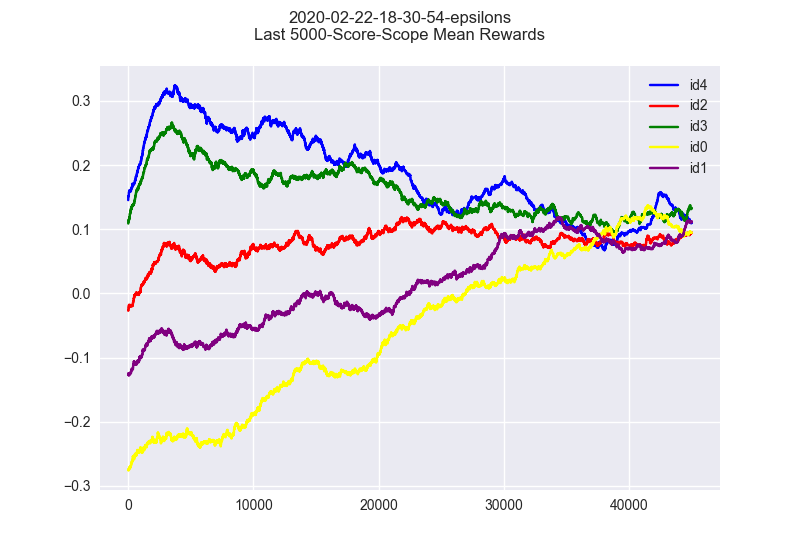 2020-02-22-18-30-54-epsilons
Last 5000-Score-Scope Mean Rewards
0.3
0.2
0.1
0.0
−0.1
−0.2
−0.3
0
10000
20000
30000
40000
id4
id2
id3
id0
id1